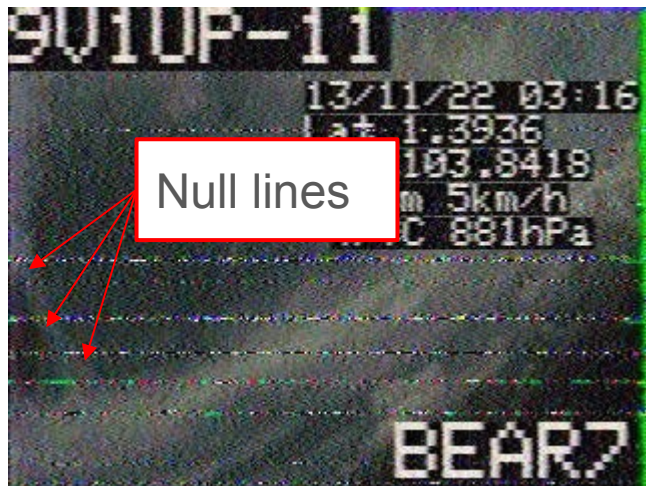 9V1UP-11
13/11/22 03:16
Lat 1.3936
103.8418
Null lines
m 5km/h
C 881hPa
BEAR7